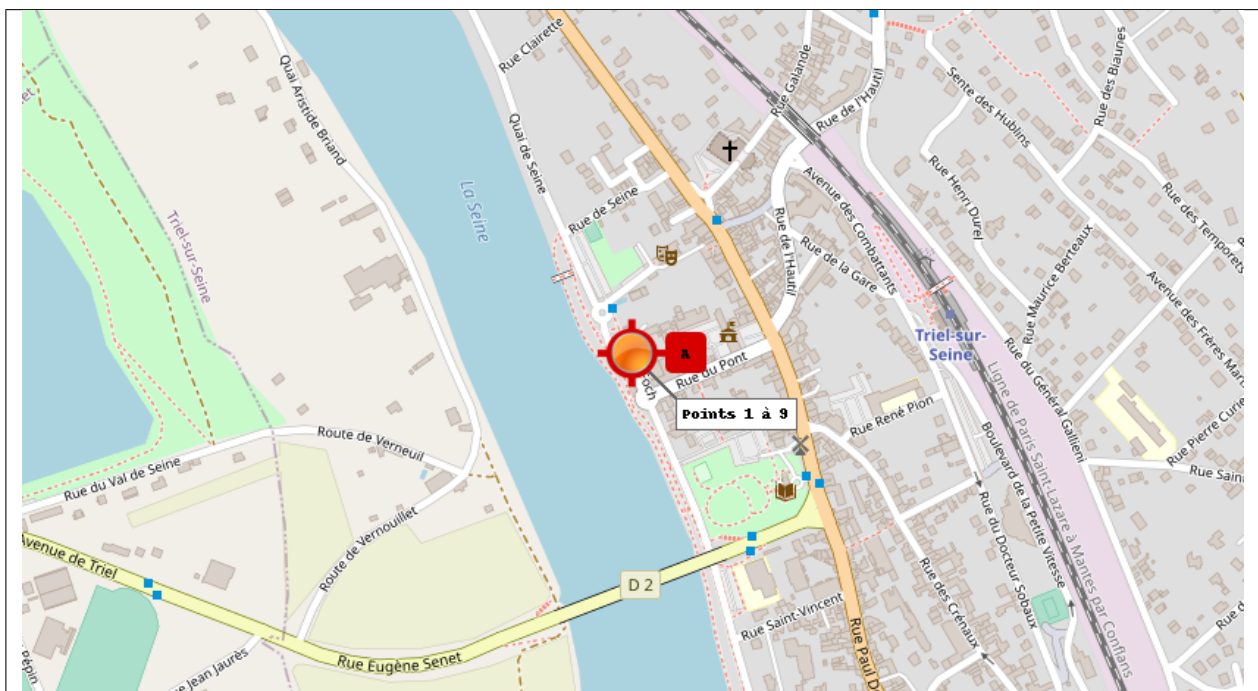 Rue Clairette
Quai Aristide Briand
Quai de Seine
La Seine
Triel-sur-Seine
Rue de Seine
Rue Galande
Rue de l'Hautil
Sente des Hublins
Rue des Blaunes
Rue Henri Durel
Rue des Temporets
Avenue des Combattants
Rue de l'Hautil
Rue de la Gare
Rue Maurice Berteaux
Avenue des Frères Mar
Triel-sur-
Seine
A
Foch
Rue du Pont
Points 1 à 9
Rue René Pion
Rue du Général Gallieni
Ligne de Paris Saint-Lazare à Mantes par Conflans
Rue Pierre Curie
Rue Saint
Route de Verneuil
Rue du Val de Seine
Route de Vernouillet
Boulevard de la Petite Vitesse
Rue du Docteur Sobaux
Rue des Crénaux
Avenue de Triel
D 2
Rue Saint-Vincent
Rue Paul D
Rue Eugène Senet
e Jean Jaurès
Pépin
Rue d